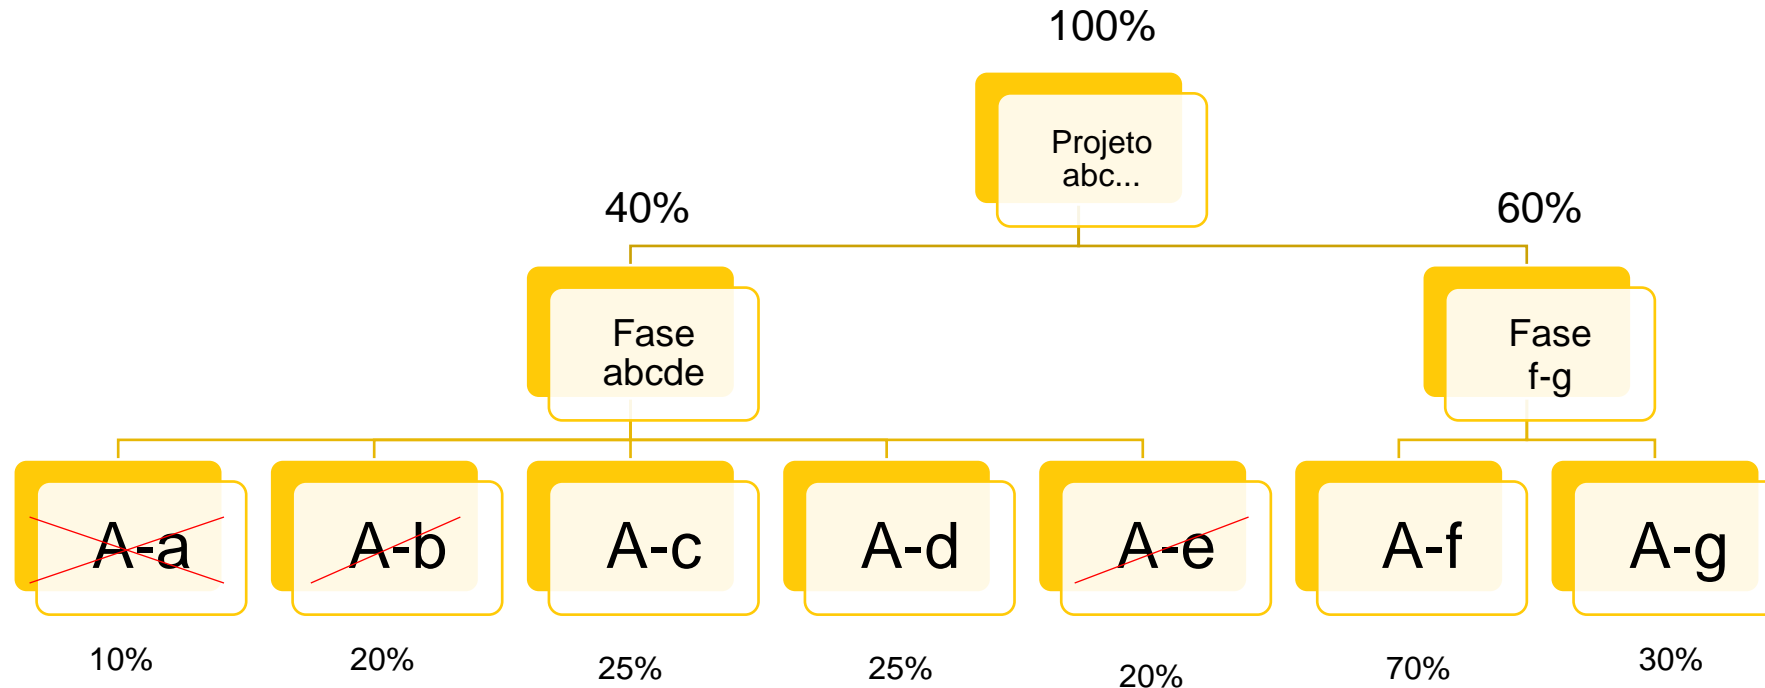 100%
Projeto
abc...
40%
60%
Fase
abcde
Fase
f-g
A-a
A-b
A-c
A-d
A-e
A-f
A-g
10%
20%
25%
25%
20%
70%
30%